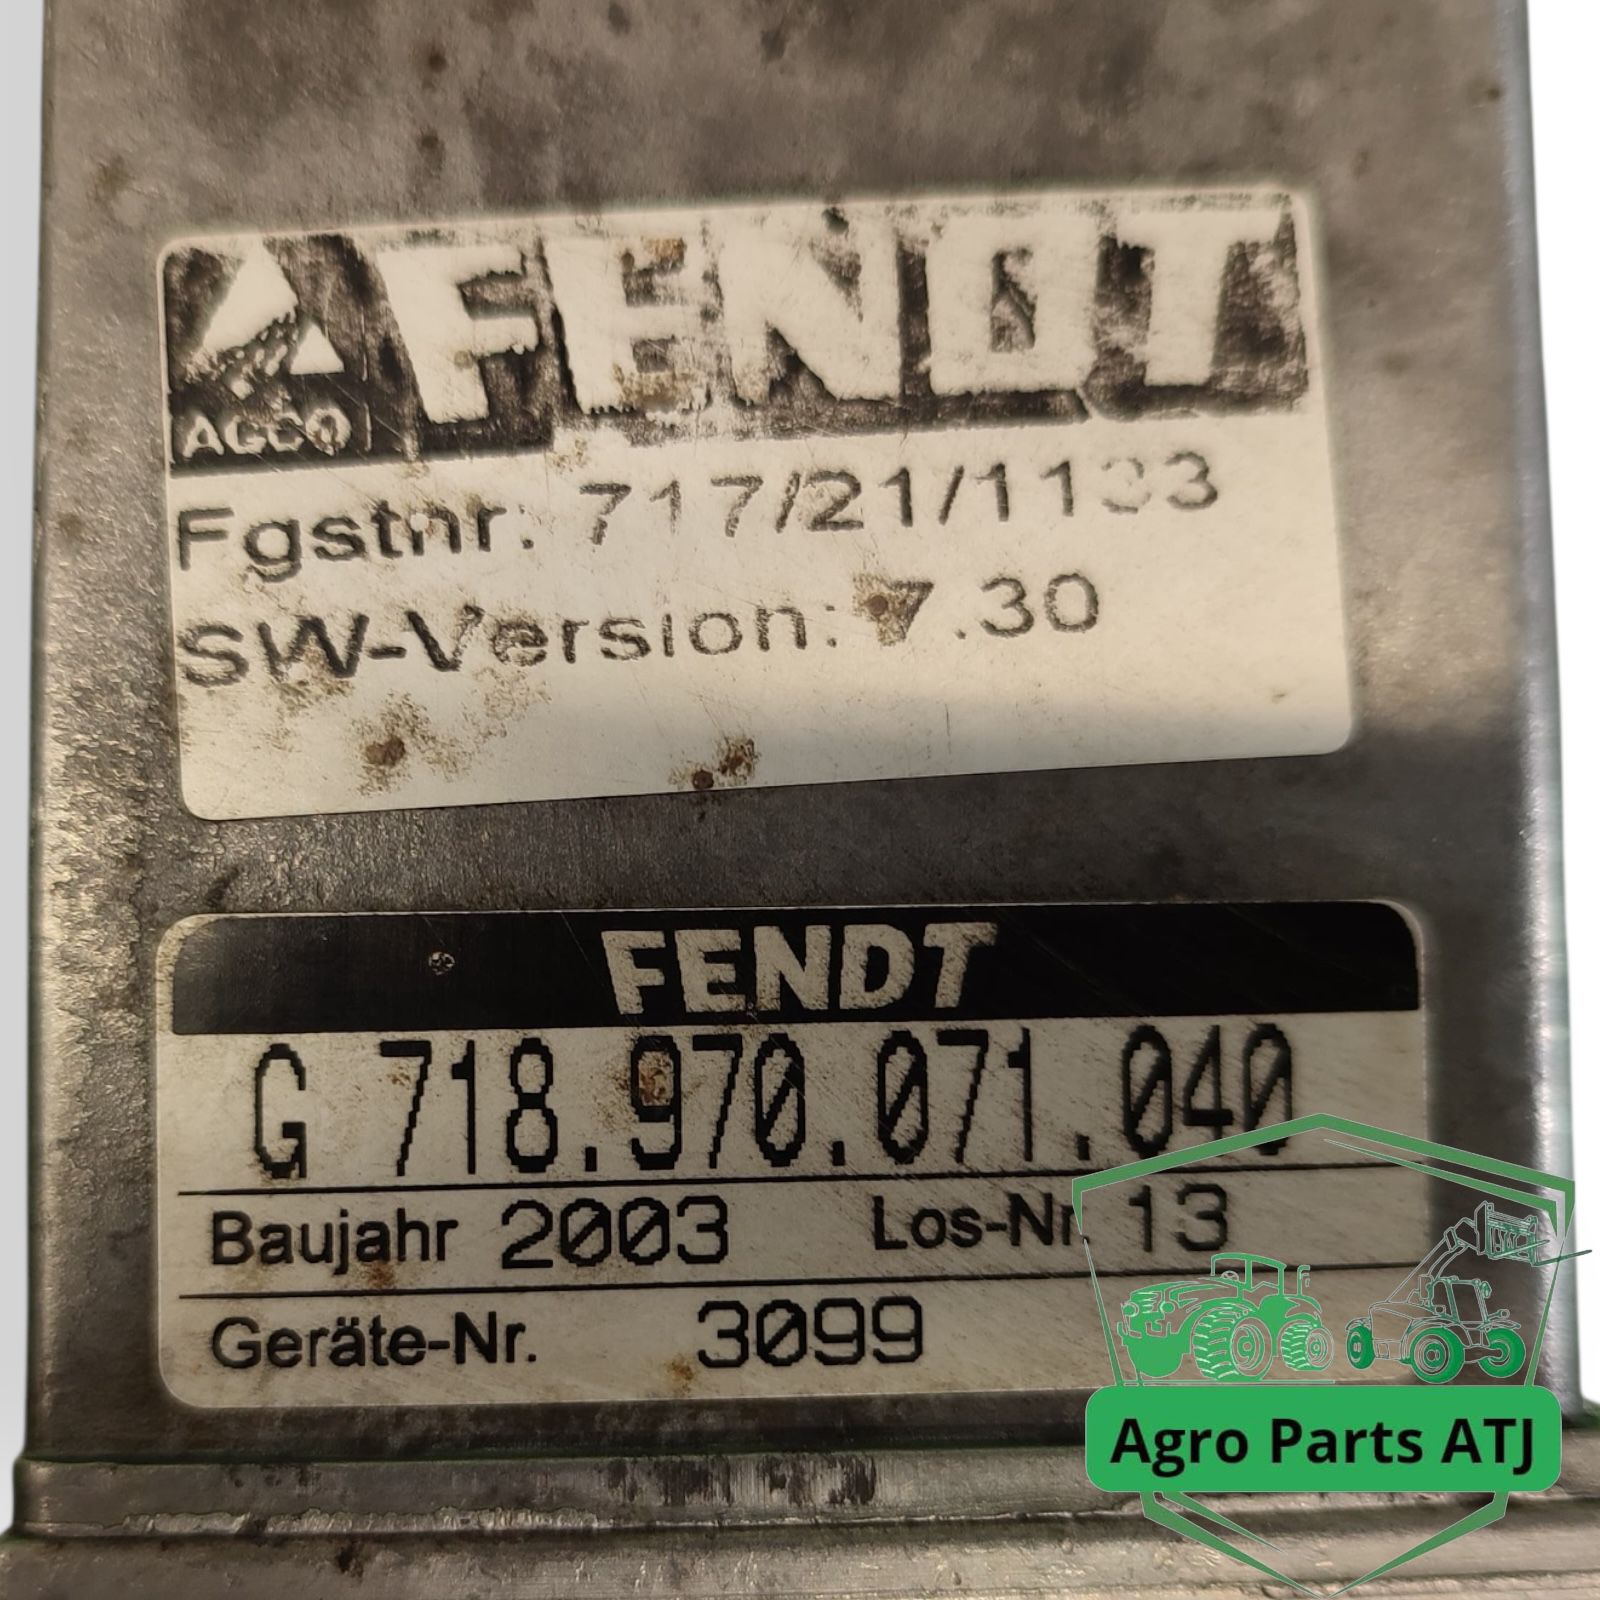 FENDT
AGCO
Fgstnr: 717/21/1133
SW-Version: 7.30
FENDT
G 718.970.071.040
Baujahr 2003 Los-Nr. 13
Geräte-Nr. 3099
Agro Parts ATJ